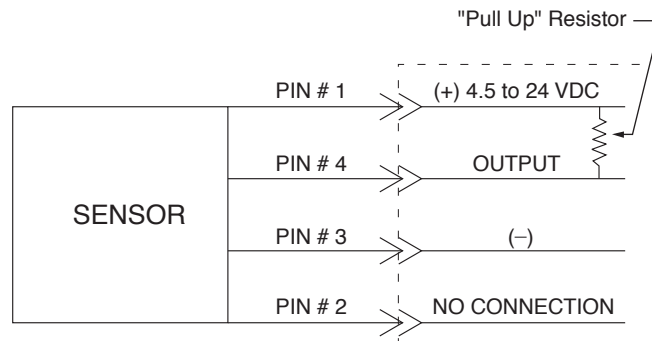 "Pull Up" Resistor
PIN # 1 (+) 4.5 to 24 VDC
PIN # 4 OUTPUT
SENSOR
PIN # 3 (–)
PIN # 2 NO CONNECTION